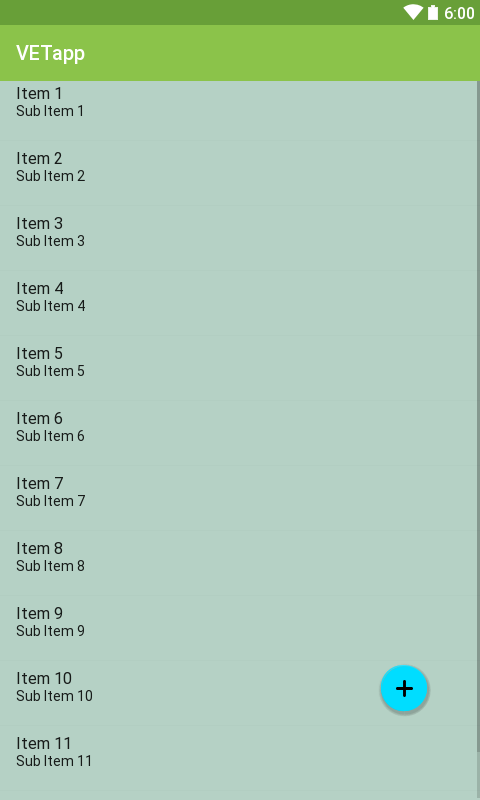 6:00
VETapp
Item 1
Sub Item 1
Item 2
Sub Item 2
Item 3
Sub Item 3
Item 4
Sub Item 4
Item 5
Sub Item 5
Item 6
Sub Item 6
Item 7
Sub Item 7
Item 8
Sub Item 8
Item 9
Sub Item 9
Item 10
Sub Item 10
Item 11
Sub Item 11